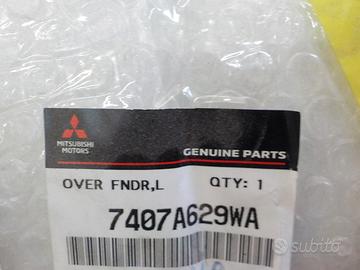 MITSUBISHI
MOTORS
GENUINE PARTS
OVER FNDR,L QTY: 1
7407A629WA
subito